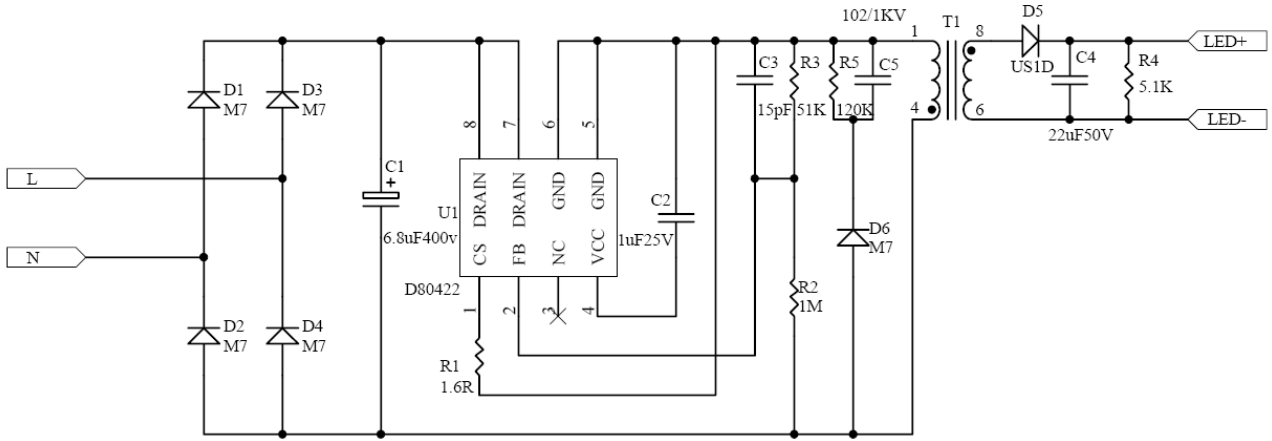 102/1KV
T1
D5
1
8
LED+
US1D
C4
R4
5.1K
C3
R3
R5
C5
15pF
51K
120K
4
6
LED-
22uF50V
D1
M7
D3
M7
8
7
6
5
L
C1
+
6.8uF400v
U1
DRAIN
DRAIN
GND
GND
CS
FB
NC
VCC
D80422
C2
1uF25V
N
D6
M7
R2
1M
1
2
3
4
D2
M7
D4
M7
R1
1.6R